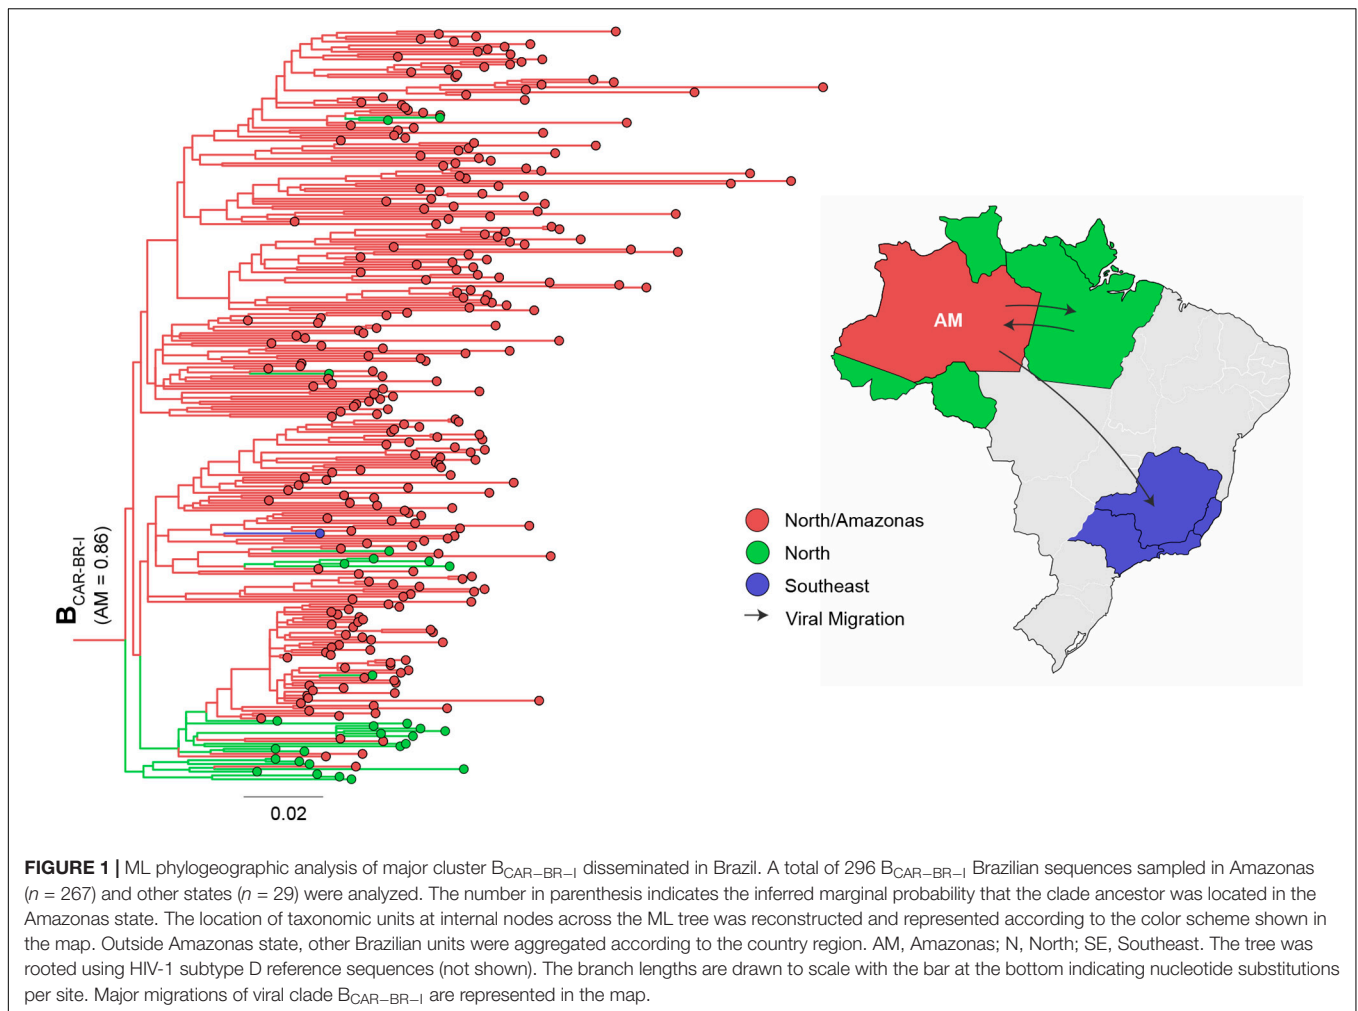 B CAR-BR-I
(AM = 0.86)
0.02
AM
North/Amazonas
North
Southeast
Viral Migration
FIGURE 1 | ML phylogeographic analysis of major cluster BCAR−BR−I disseminated in Brazil. A total of 296 BCAR−BR−I Brazilian sequences sampled in Amazonas
(n = 267) and other states (n = 29) were analyzed. The number in parenthesis indicates the inferred marginal probability that the clade ancestor was located in the
Amazonas state. The location of taxonomic units at internal nodes across the ML tree was reconstructed and represented according to the color scheme shown in
the map. Outside Amazonas state, other Brazilian units were aggregated according to the country region. AM, Amazonas; N, North; SE, Southeast. The tree was
rooted using HIV-1 subtype D reference sequences (not shown). The branch lengths are drawn to scale with the bar at the bottom indicating nucleotide substitutions
per site. Major migrations of viral clade BCAR−BR−I are represented in the map.